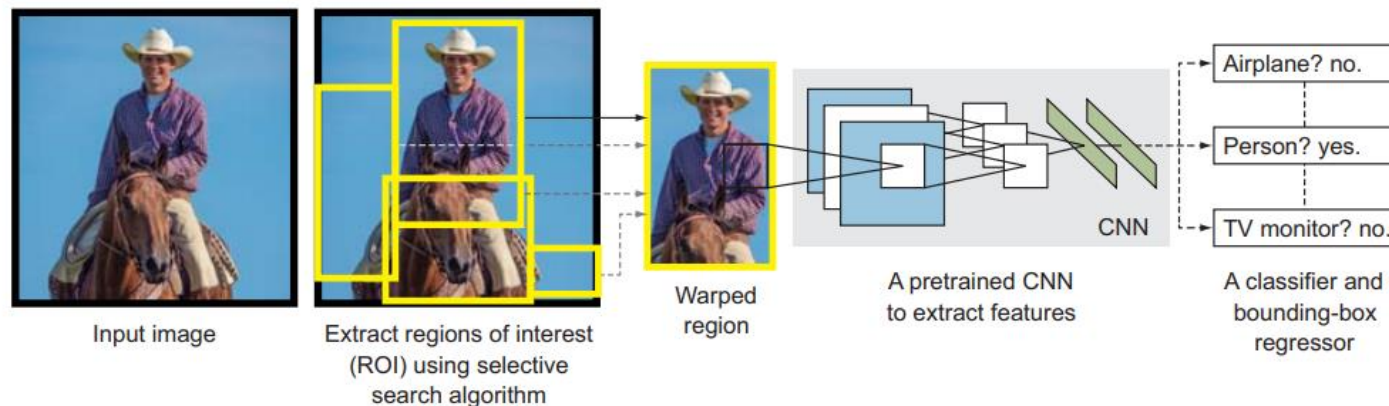 Input image
Extract regions of interest
(ROI) using selective
search algorithm
Warped
region
CNN
A pretrained CNN
to extract features
Airplane? no.
Person? yes.
TV monitor? no.
A classifier and
bounding-box
regressor